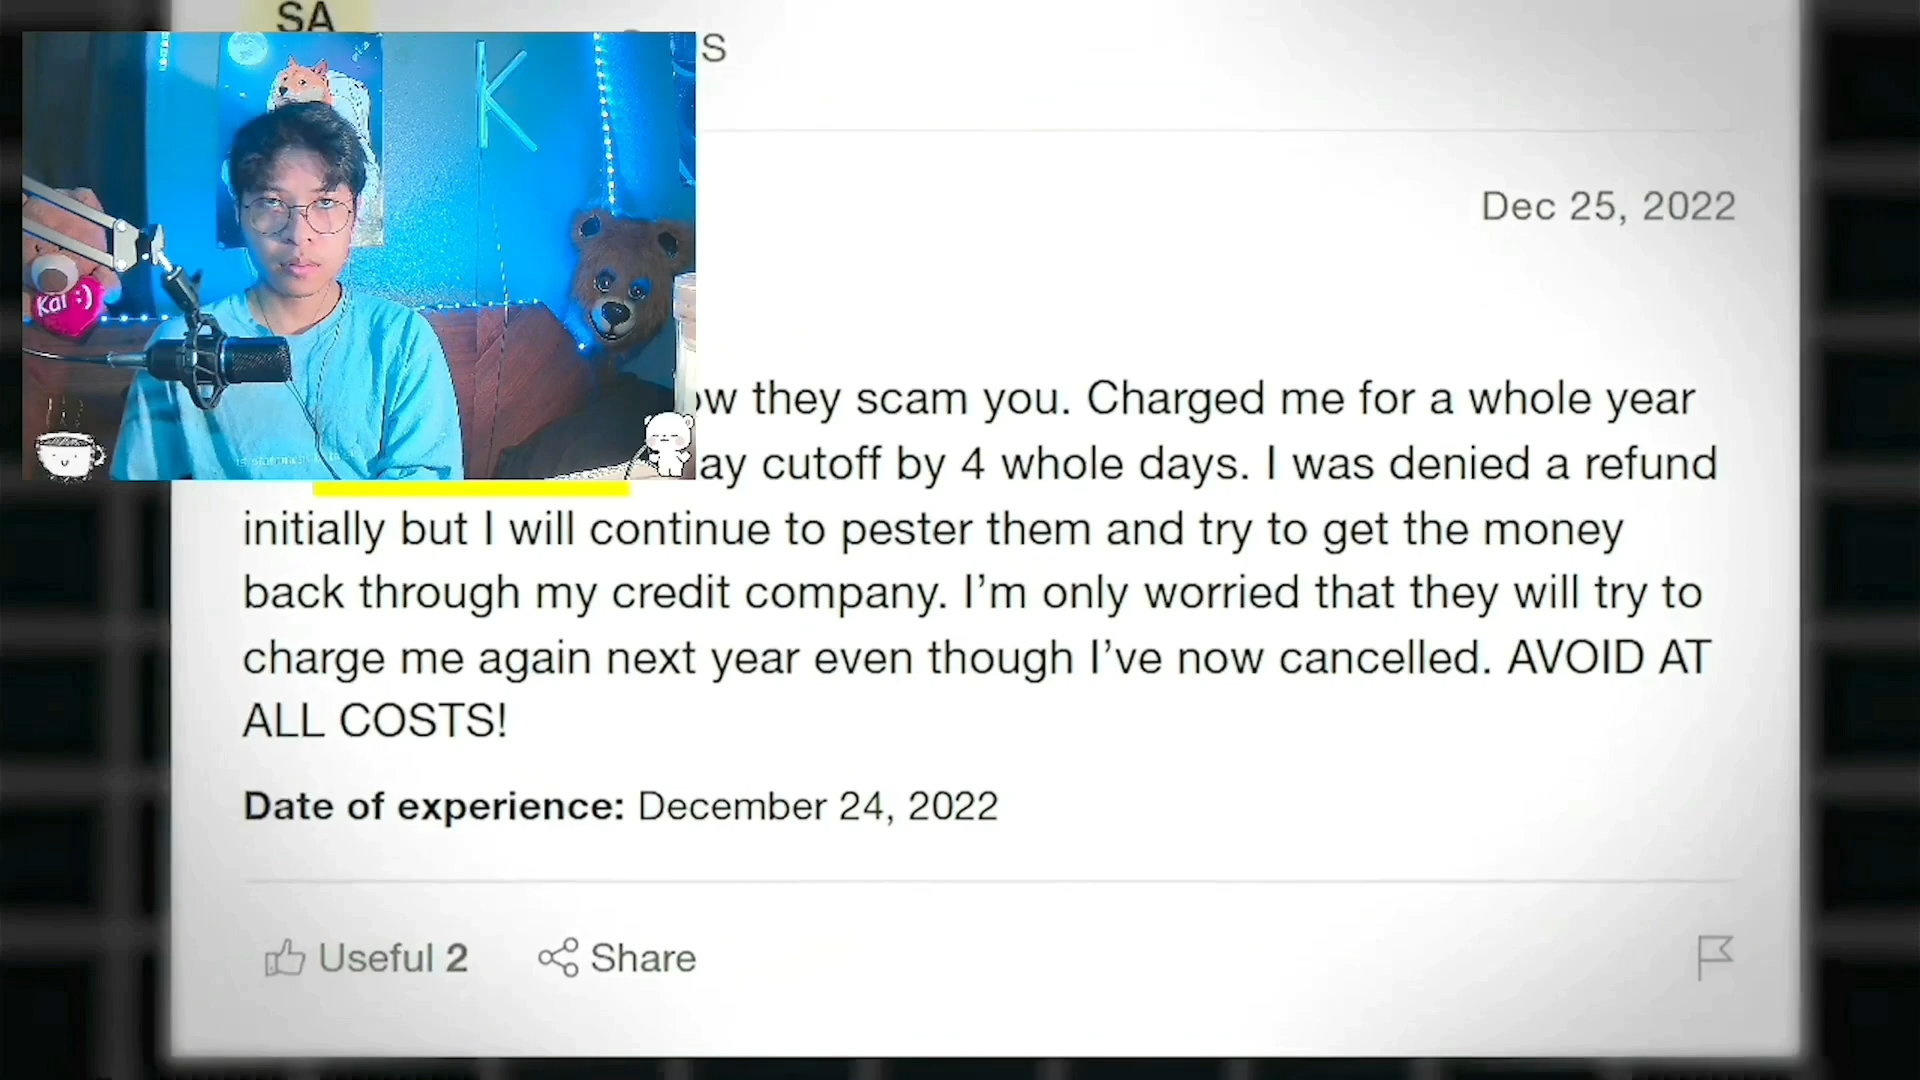 SA
S
Dec 25, 2022
K
Kai :)
they scam you. Charged me for a whole year
cutoff by 4 whole days. I was denied a refund
initially but I will continue to pester them and try to get the money
back through my credit company. I’m only worried that they will try to
charge me again next year even though I’ve now cancelled. AVOID AT
ALL COSTS!
Date of experience: December 24, 2022
Useful 2
Share